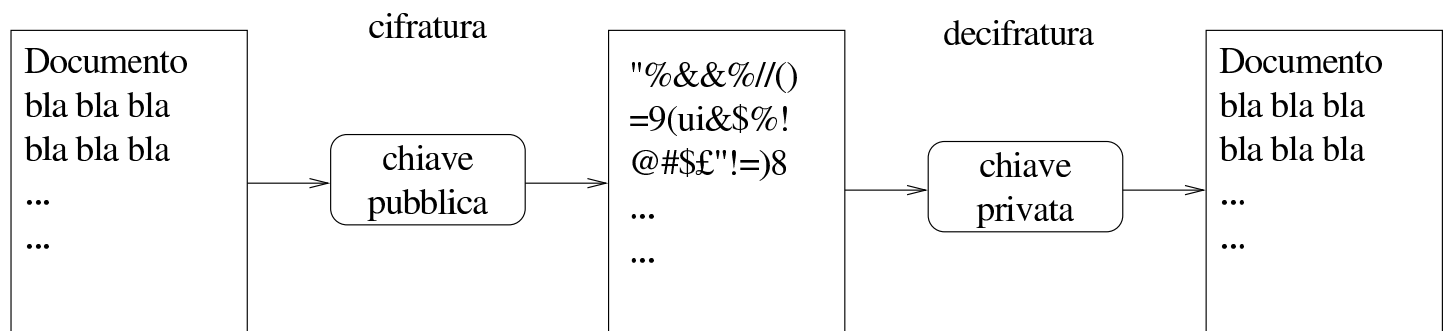 cifratura
decifratura
Documento
bla bla bla
bla bla bla
...
...
chiave
pubblica
"%&&%//()
=9(ui&$%!
@#$£"!=)8
...
...
chiave
privata
Documento
bla bla bla
bla bla bla
...
...